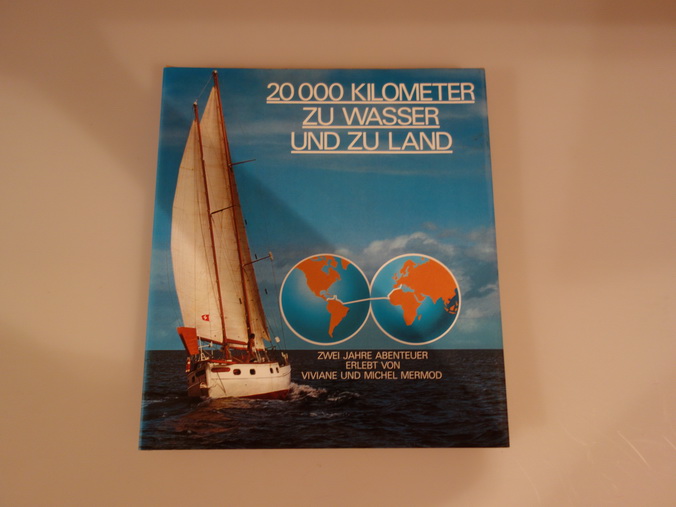 20 000 KILOMETER
ZU WASSER
UND ZU LAND
ZWEI JAHRE ABENTEUER
ERLEBT VON
VIVIANE UND MICHEL MERMOD